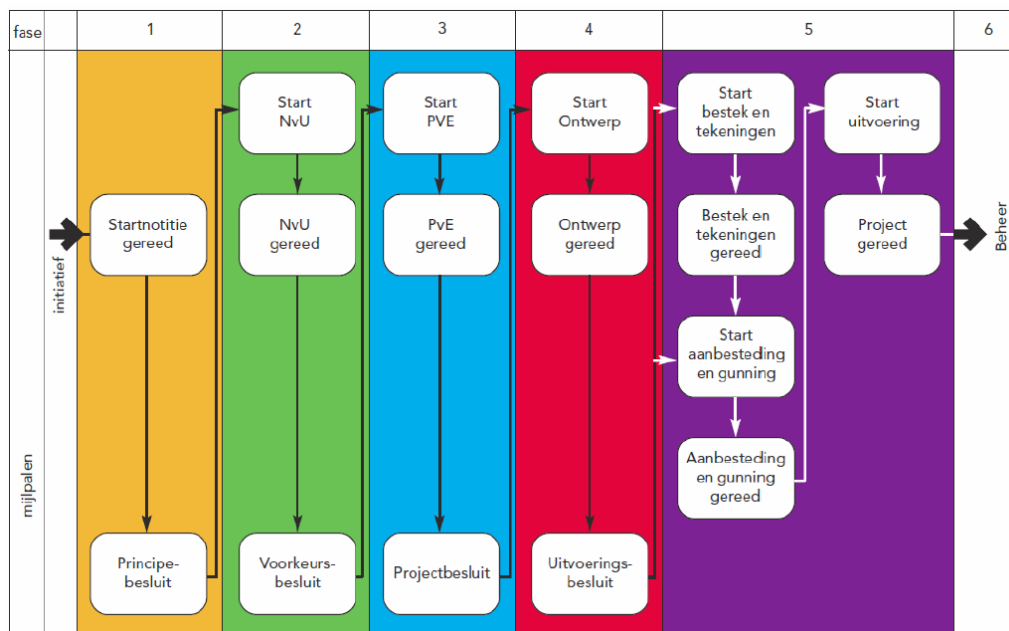 fase
1
2
3
4
5
6
initiatief
mijlpalen
Startnotitie
gereed
Principe-
besluit
Start
NvU
NvU
gereed
Voorkeurs-
besluit
Start
PVE
PvE
gereed
Projectbesluit
Start
Ontwerp
Ontwerp
gereed
Uitvoerings-
besluit
Start
bestek en
tekeningen
Bestek en
tekeningen
gereed
Start
aanbesteding
en gunning
Aanbesteding
en gunning
gereed
Start
uitvoering
Project
gereed
Beheer